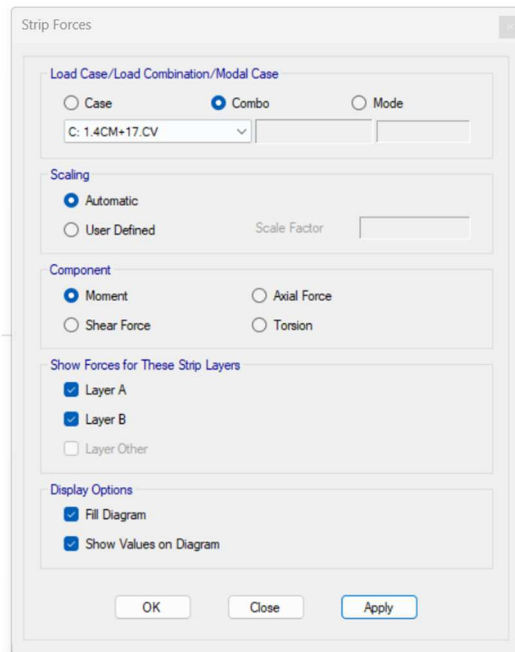 Strip Forces
Load Case/Load Combination/Modal Case
Case Combo Mode
C: 1.4CM+17.CV
Scaling
Automatic
User Defined Scale Factor
Component
Moment Axial Force
Shear Force Torsion
Show Forces for These Strip Layers
Layer A
Layer B
Layer Other
Display Options
Fill Diagram
Show Values on Diagram
OK Close Apply